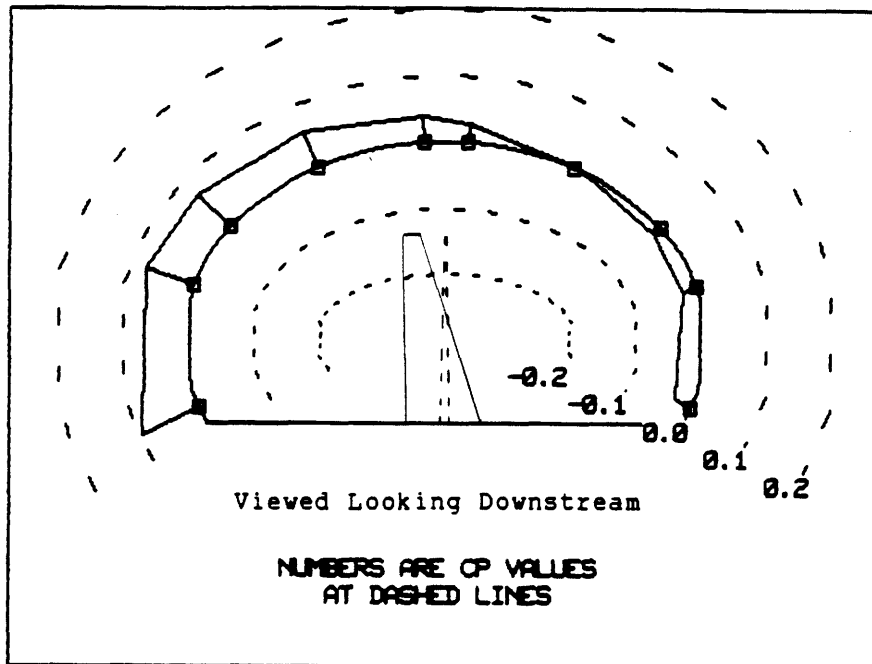 -0.2
-0.1
0.0
0.1
0.2
Viewed Looking Downstream
NUMBERS ARE CP VALUES
AT DASHED LINES